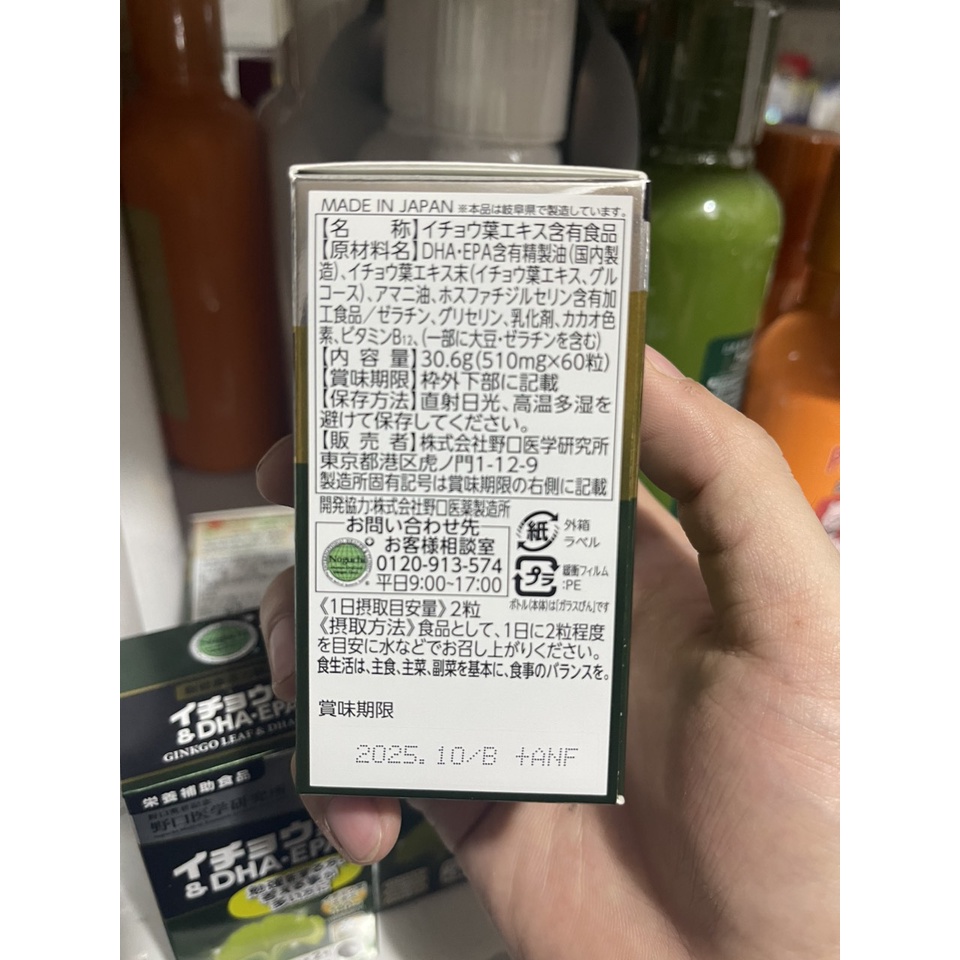 MADE IN JAPAN ※本品は岐阜県で製造しています。
【名　　称】イチョウ葉エキス含有食品
【原材料名】DHA・EPA含有精製油(国内製
造)、イチョウ葉エキス末(イチョウ葉エキス、グル
コース)、アマニ油、ホスファチジルセリン含有加
工食品／ゼラチン、グリセリン、乳化剤、カカオ色
素、ビタミンB12、(一部に大豆・ゼラチンを含む)
【内 容 量】30.6g(510mg×60粒)
【賞味期限】枠外下部に記載
【保存方法】直射日光、高温多湿を
避けて保存してください。
【販 売 者】株式会社野口医学研究所
東京都港区虎ノ門1-12-9
製造所固有記号は賞味期限の右側に記載
開発協力:株式会社野口医薬製造所
お問い合わせ先
お客様相談室
0120-913-574
平日9:00~17:00
Noguchi
紙
外箱
ラベル
プラ
緩衝フィルム
:PE
ボトル(本体)は「ガラスびん」です
《1日摂取目安量》2粒
《摂取方法》食品として、1日に2粒程度
を目安に水などでお召し上がりください。
食生活は、主食、主菜、副菜を基本に、食事のバランスを。
賞味期限
2025.10/B +ANF
イチョウ
&DHA・EPA
GINKGO LEAF & DHA
栄養補助食品
野口医学研究所
イチョウ
&DHA・EPA